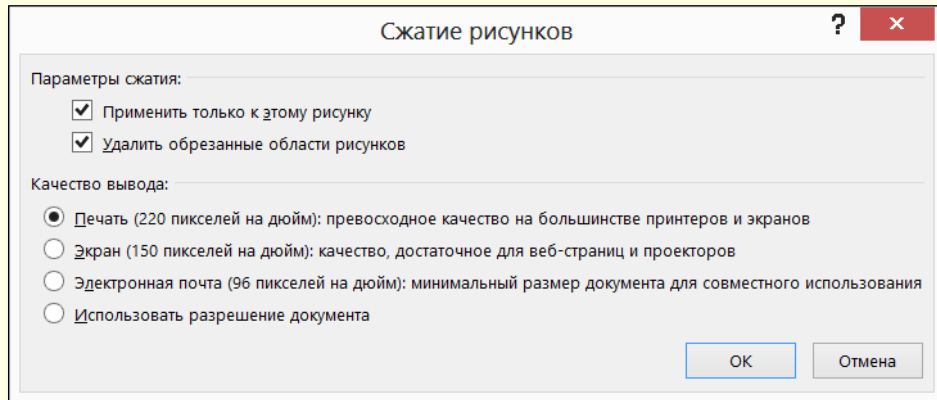 Сжатие рисунков
?
Параметры сжатия:
Применить только к этому рисунку
Удалить обрезанные области рисунков
Качество вывода:
Печать (220 пикселей на дюйм): превосходное качество на большинстве принтеров и экранов
Экран (150 пикселей на дюйм): качество, достаточное для веб-страниц и проекторов
Электронная почта (96 пикселей на дюйм): минимальный размер документа для совместного использования
Использовать разрешение документа
ОК
Отмена